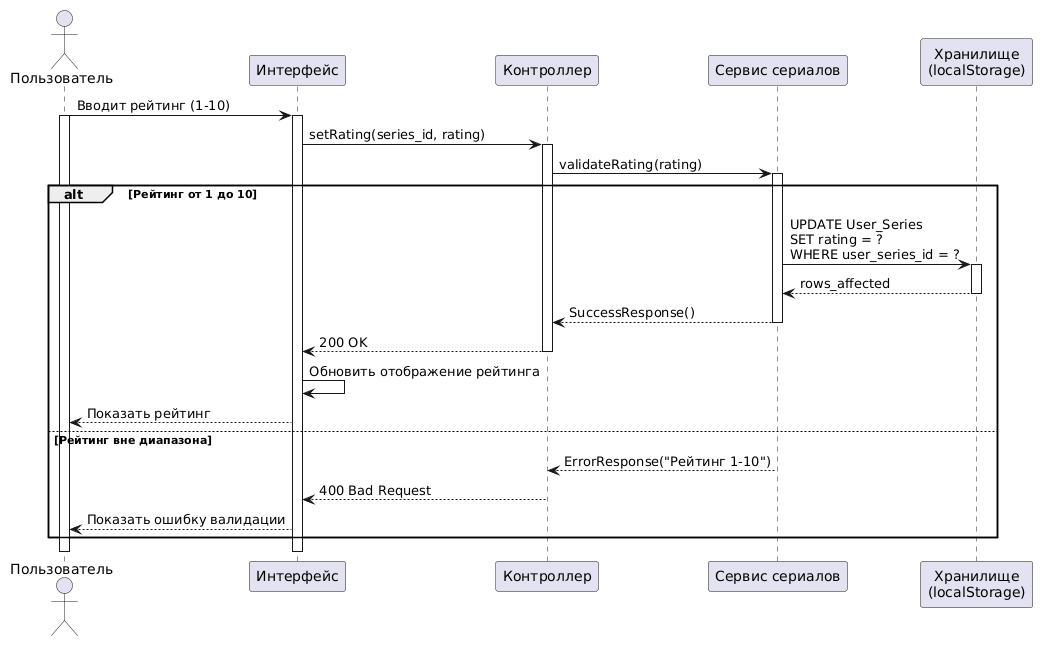 Пользователь
Интерфейс
Контроллер
Сервис сериалов
Хранилище
(localStorage)
Вводит рейтинг (1-10)
setRating(series_id, rating)
validateRating(rating)
alt
[Рейтинг от 1 до 10]
UPDATE User_Series
SET rating = ?
WHERE user_series_id = ?
rows_affected
SuccessResponse()
200 OK
Обновить отображение рейтинга
Показать рейтинг
[Рейтинг вне диапазона]
ErrorResponse("Рейтинг 1-10")
400 Bad Request
Показать ошибку валидации
Пользователь
Интерфейс
Контроллер
Сервис сериалов
Хранилище
(localStorage)